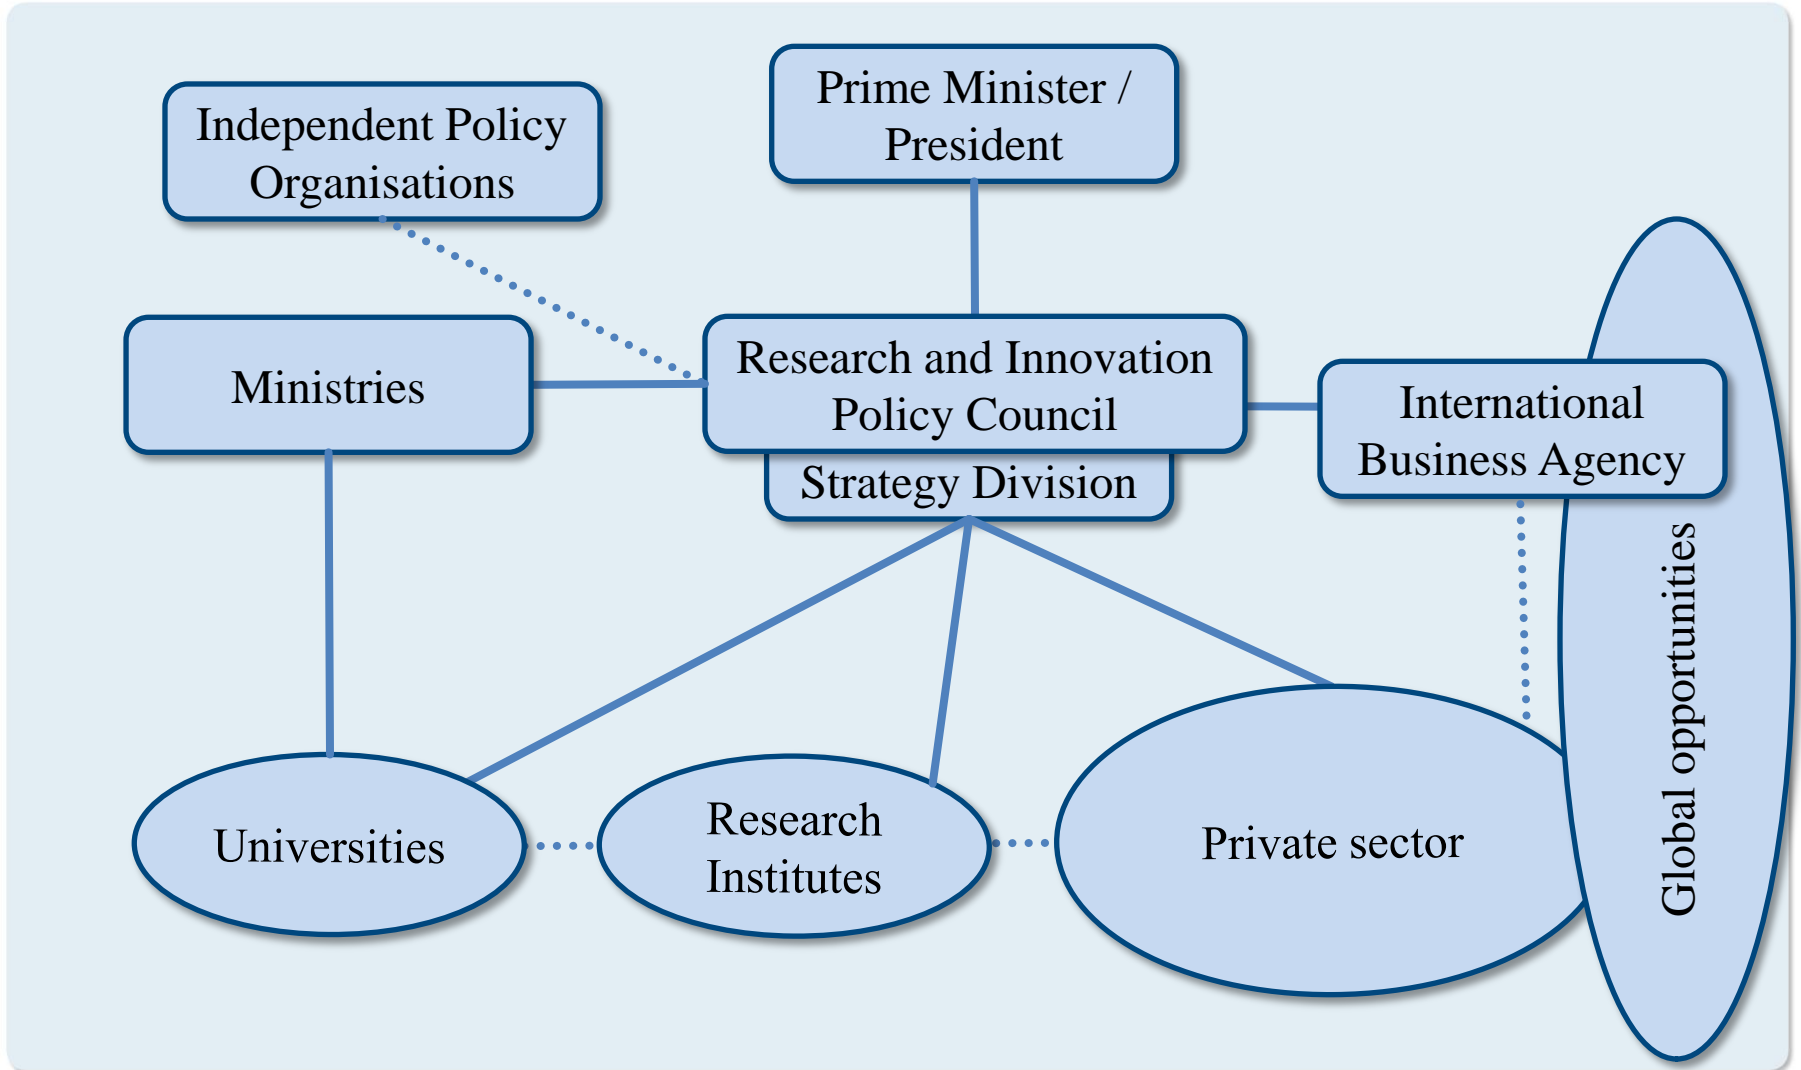 Prime Minister /
President
Independent Policy
Organisations
Ministries
Research and Innovation
Policy Council
Strategy Division
International
Business Agency
Global opportunities
Universities
Research
Institutes
Private sector